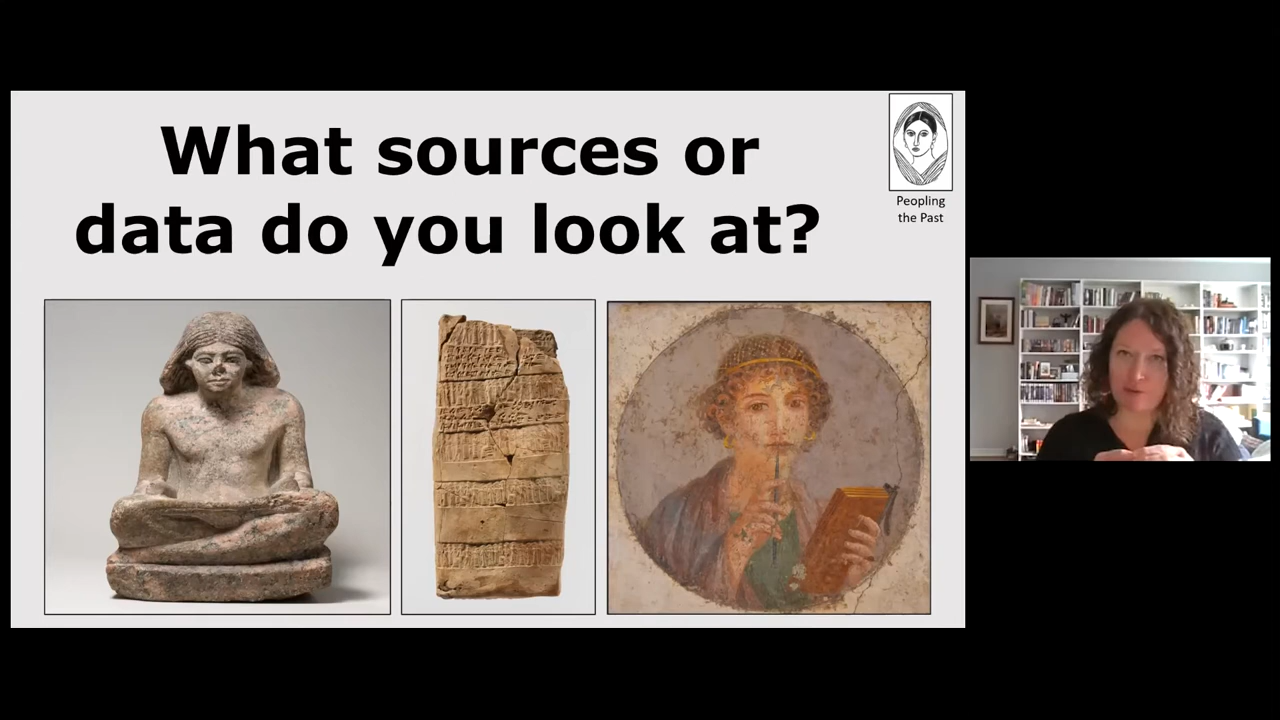 What sources or
data do you look at?
Peopling
the Past